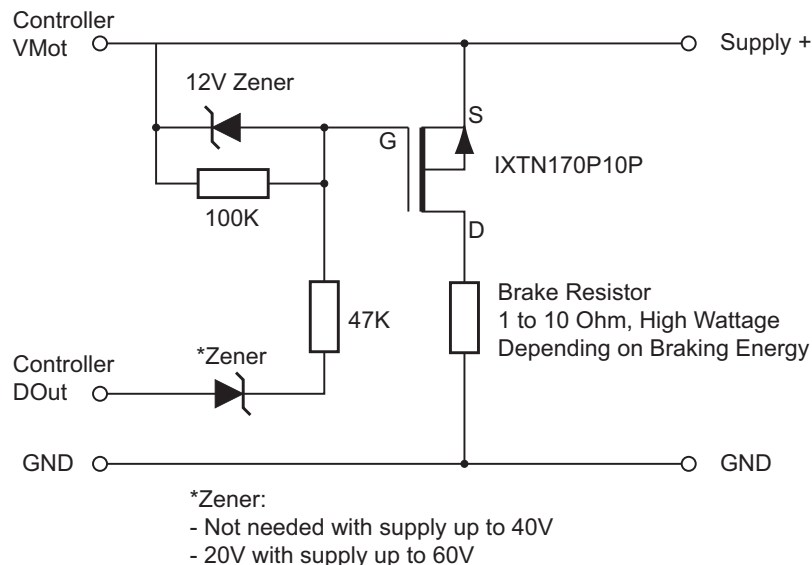 Controller
VMot
Supply +
12V Zener
S
G
IXTN170P10P
100K
D
Brake Resistor
1 to 10 Ohm, High Wattage
Depending on Braking Energy
47K
*Zener
Controller
DOut
GND
GND
*Zener:
- Not needed with supply up to 40V
- 20V with supply up to 60V